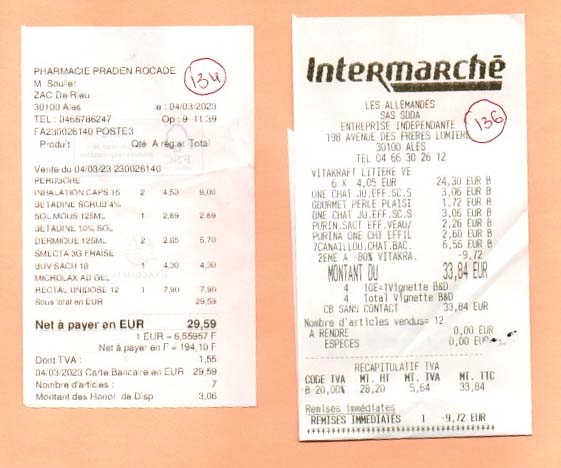 PHARMACIE PRADEN ROCADE
134
M. Soulier
ZAC De Rieu
30100 Ales le : 04/03/2023
TEL : 0466786247 Op : 9 11:39
FA230026140 POSTE3
Produit Qté A régler Total
Vente du 04/03/23 230026140
PERUBORE
INHALATION CAPS 15 2 4,50 9,00
BETADINE SCRUB 4%
SOL MOUS 125ML 1 2,69 2,69
BETADINE 10% SOL
DERMIQUE 125ML 2 2,85 5,70
SMECTA 3G FRAISE
BUV SACH 18 1 4,30 4,30
MICROLAX AD GEL
RECTAL UNIDOSE 12 1 7,90 7,90
Sous total en EUR 29,59
Net à payer en EUR 29,59
1 EUR = 6,55957 F
Net à payer en F = 194,10 F
Dont TVA : 1,55
04/03/2023 Carte Bancaire en EUR 29,59
Nombre d'articles : 7
Montant des Honor. de Disp. 3,06
Intermarché
LES ALLEMANDES
136
SAS SODA
ENTREPRISE INDEPENDANTE
198 AVENUE DES FRERES LUMIERE
30100 ALES
TEL 04 66 30 26 12
VITAKRAFT LITIERE VE
6 X 4,05 EUR 24,30 EUR B
ONE CHAT JU.EFF.SC.S 3,06 EUR B
GOURMET PERLE PLAISI 1,72 EUR B
ONE CHAT JU.EFF.SC.S 3,06 EUR B
PURIN.SACT EFF.VEAU/ 2,26 EUR B
PURINA ONE CHT EFFIL 2,60 EUR B
7CANAILLOU.CHAT.BAC. 6,56 EUR B
2EME A -80% VITAKRA. -9,72
MONTANT DU 33,84 EUR
4 1OE=1Vignette B&D
4 Total Vignette B&D
CB SANS CONTACT 33,84 EUR
Nombre d'articles vendus= 12
A RENDRE 0,00 EUR
ESPECES 0,00 EUR
RECAPITULATIF TVA
CODE TVA MT. HT MT. TVA MT. TTC
B 20,00% 28,20 5,64 33,84
Remises immédiates
REMISES IMMEDIATES 1 -9,72 EUR